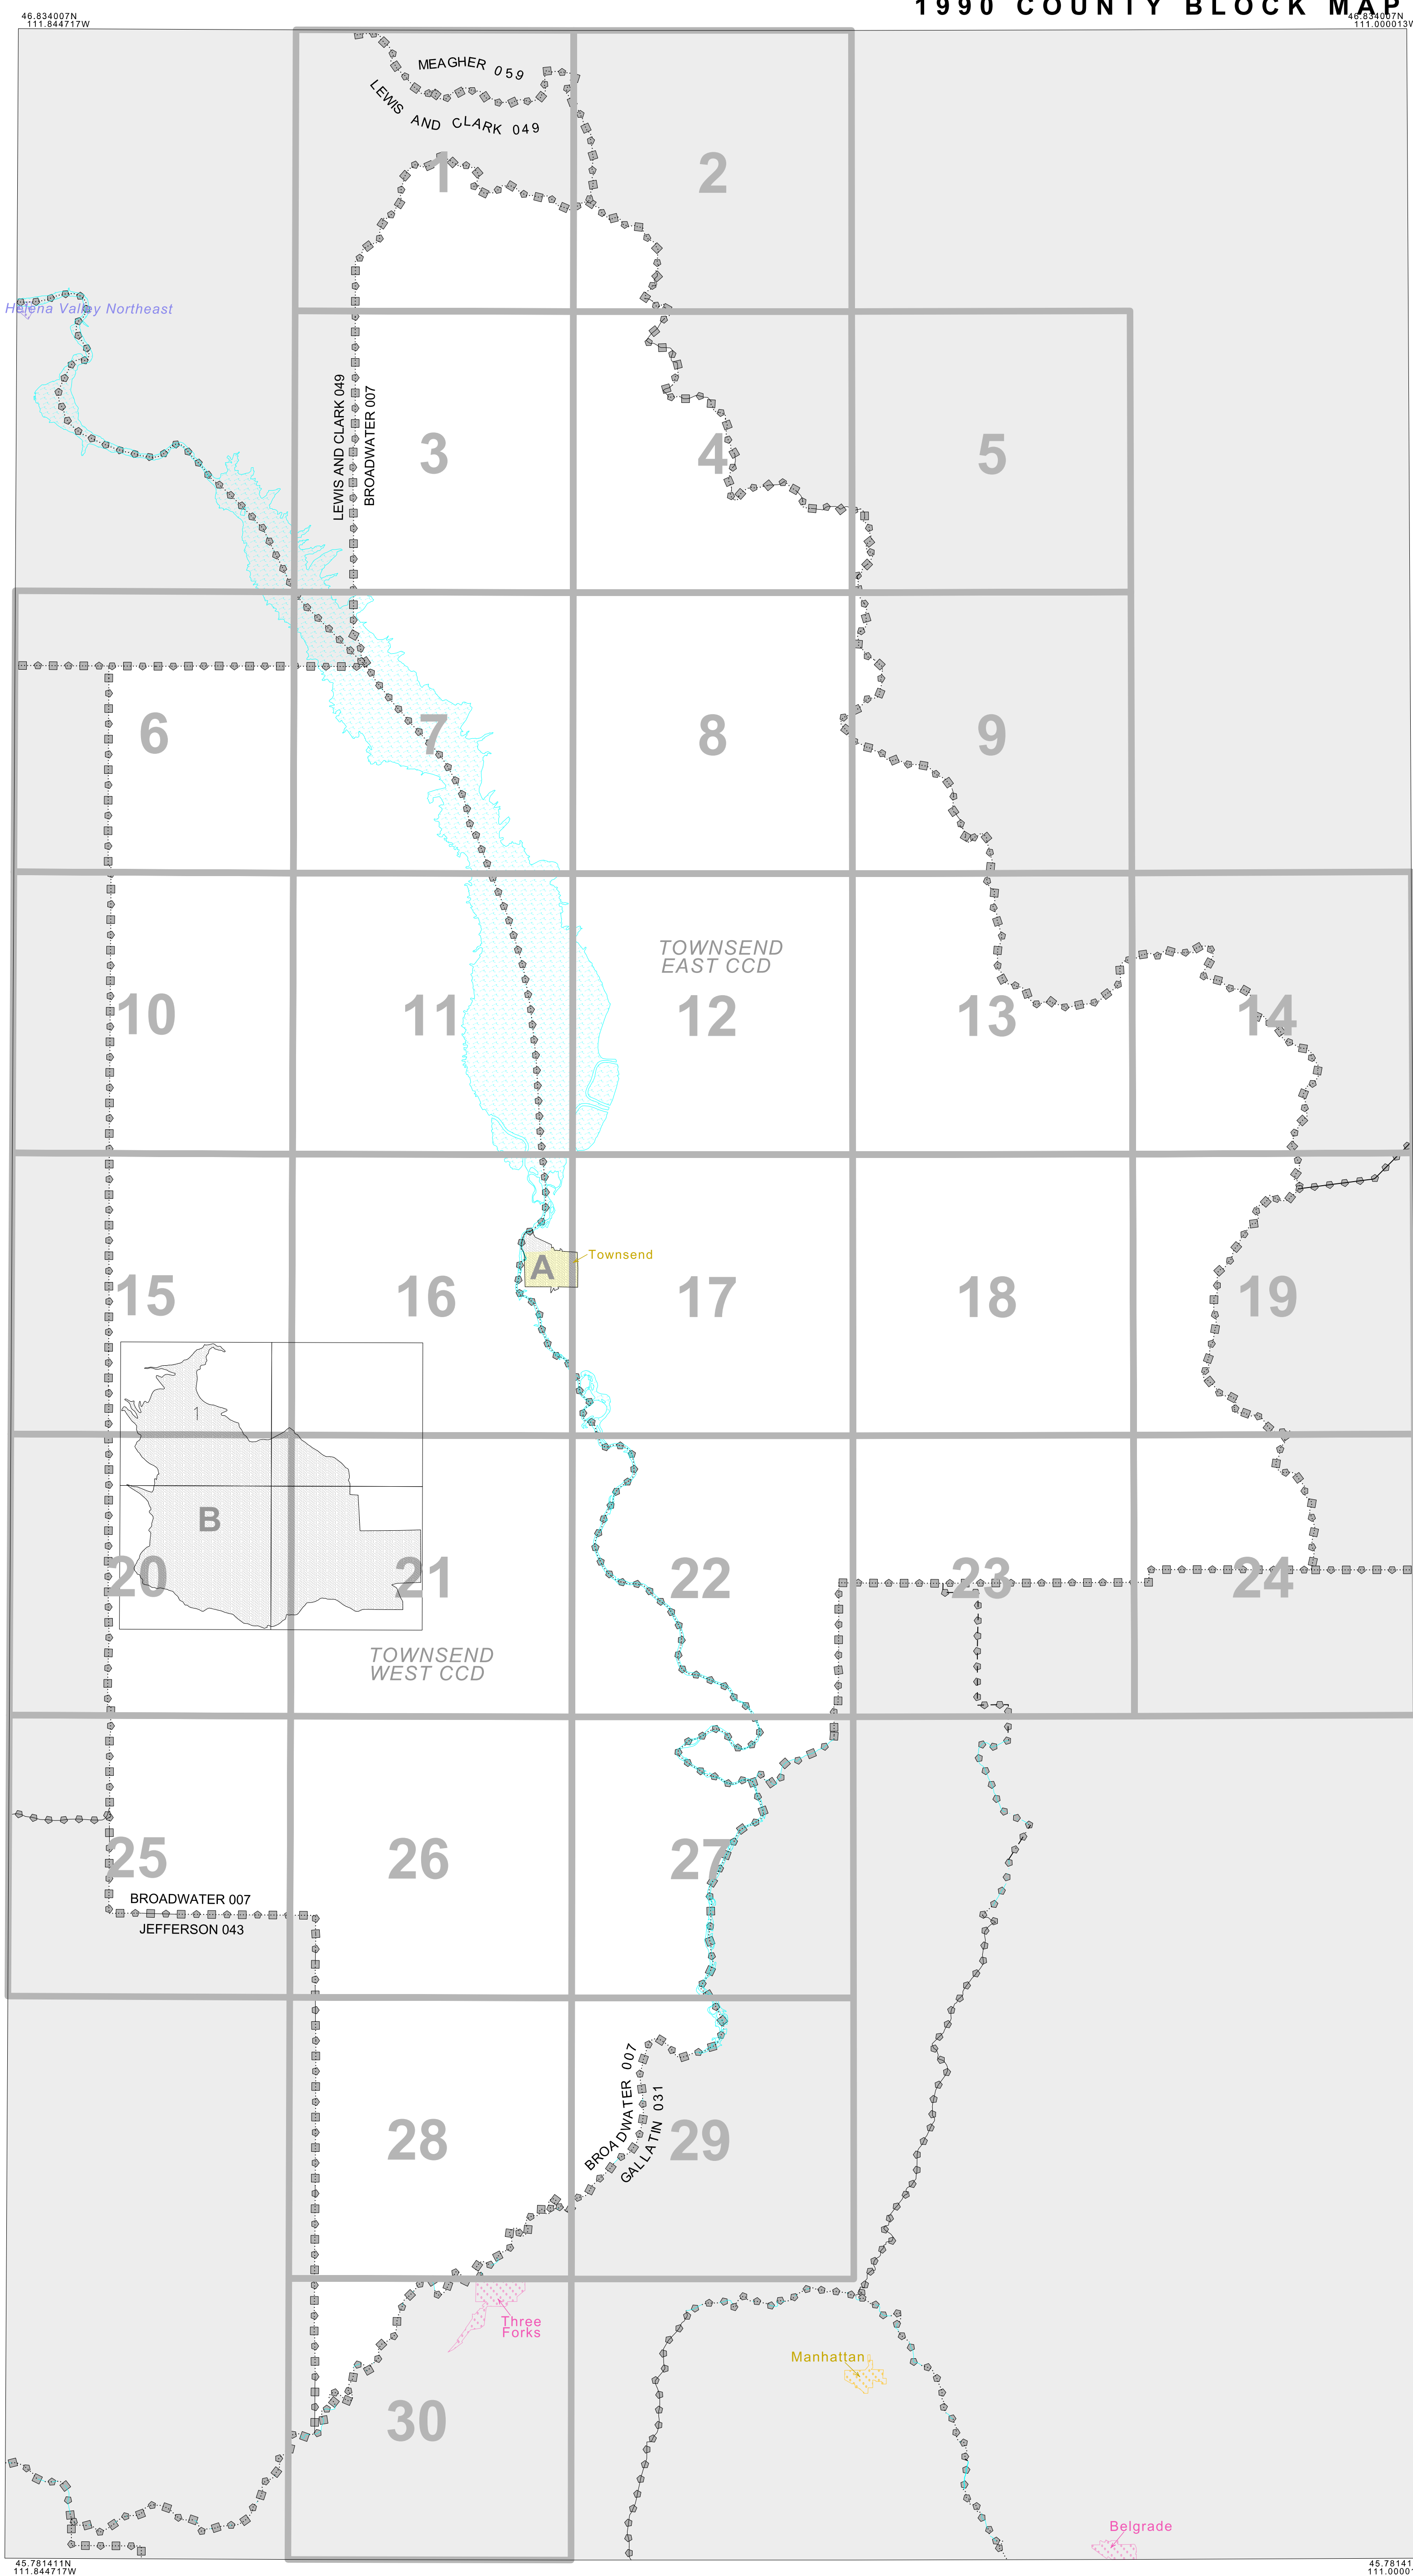 1990 COUNTY BLOCK MAP
46.834007N
111.844717W
46.834007N
111.000013W
MEAGHER 059
LEWIS AND CLARK 049
1
2
Helena Valley Northeast
LEWIS AND CLARK 049
BROADWATER 007
3
4
5
6
7
8
9
TOWNSEND
EAST CCD
10
11
12
13
14
Townsend
A
15
16
17
18
19
1
B
20
21
22
23
24
TOWNSEND
WEST CCD
25
26
27
BROADWATER 007
JEFFERSON 043
BROADWATER 007
GALLATIN 031
28
29
Three
Forks
Manhattan
30
Belgrade
45.781411N
111.844717W
45.78141
111.0000